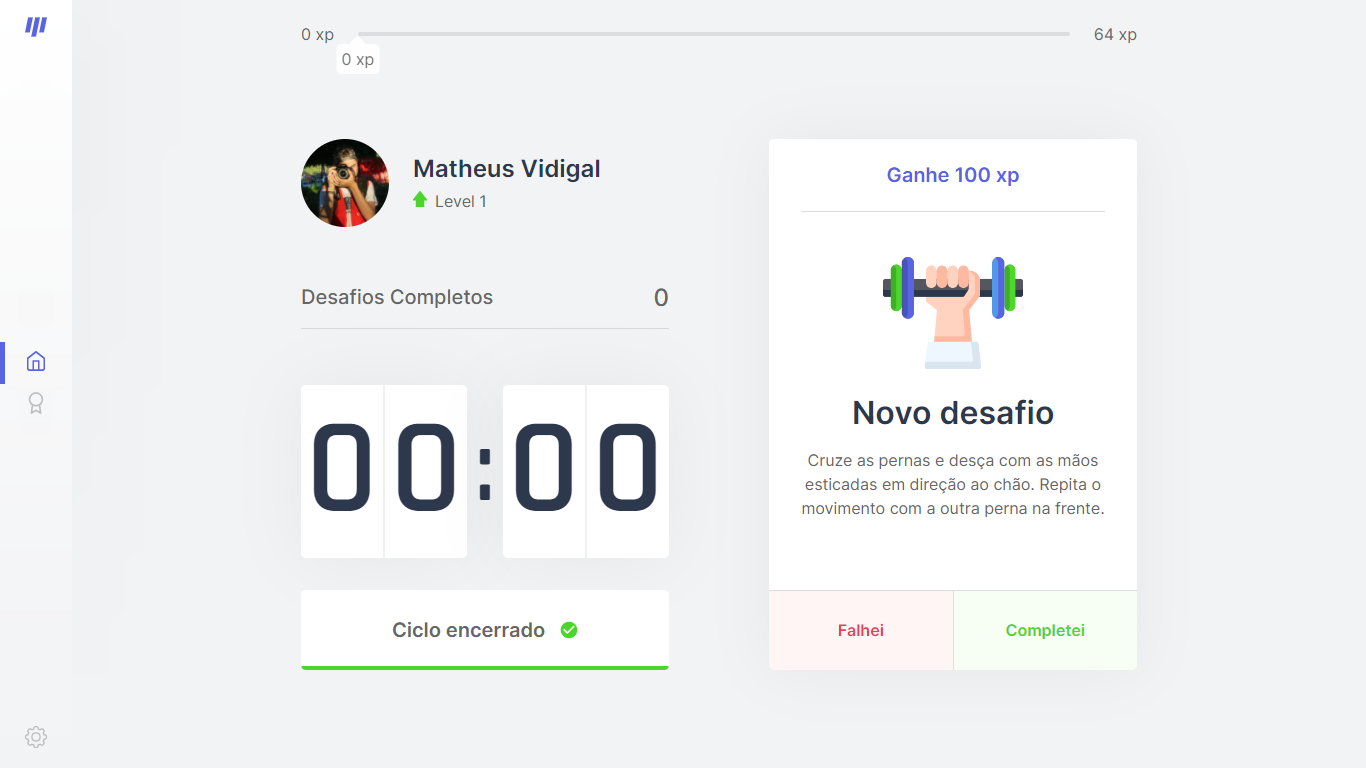 0 xp
64 xp
0 xp
Matheus Vidigal
Level 1
Desafios Completos
0
00:00
Ciclo encerrado
Ganhe 100 xp
Novo desafio
Cruze as pernas e desça com as mãos
esticadas em direção ao chão. Repita o
movimento com a outra perna na frente.
Falhei
Completei